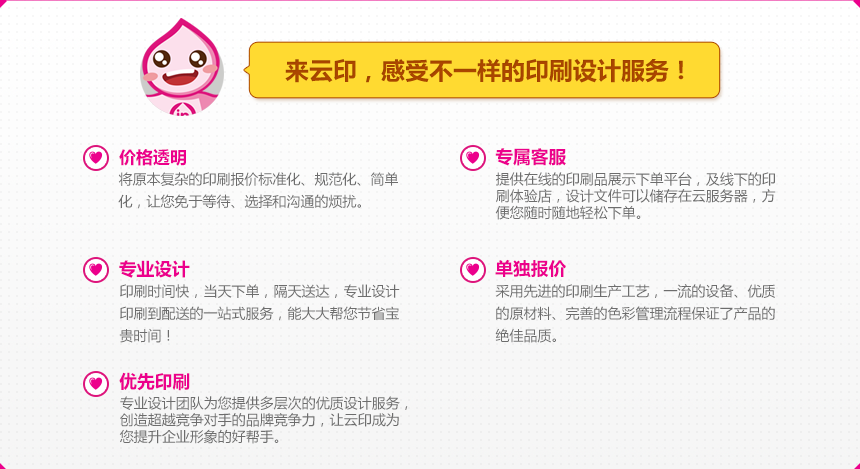 来云印，感受不一样的印刷设计服务！
in
价格透明
将原本复杂的印刷报价标准化、规范化、简单
化，让您免于等待、选择和沟通的烦扰。
专属客服
提供在线的印刷品展示下单平台，及线下的印
刷体验店，设计文件可以储存在云服务器，方
便您随时随地轻松下单。
专业设计
印刷时间快，当天下单，隔天送达，专业设计
印刷到配送的一站式服务，能大大帮您节省宝
贵时间！
单独报价
采用先进的印刷生产工艺，一流的设备、优质
的原材料、完善的色彩管理流程保证了产品的
绝佳品质。
优先印刷
专业设计团队为您提供多层次的优质设计服务，
创造超越竞争对手的品牌竞争力，让云印成为
您提升企业形象的好帮手。